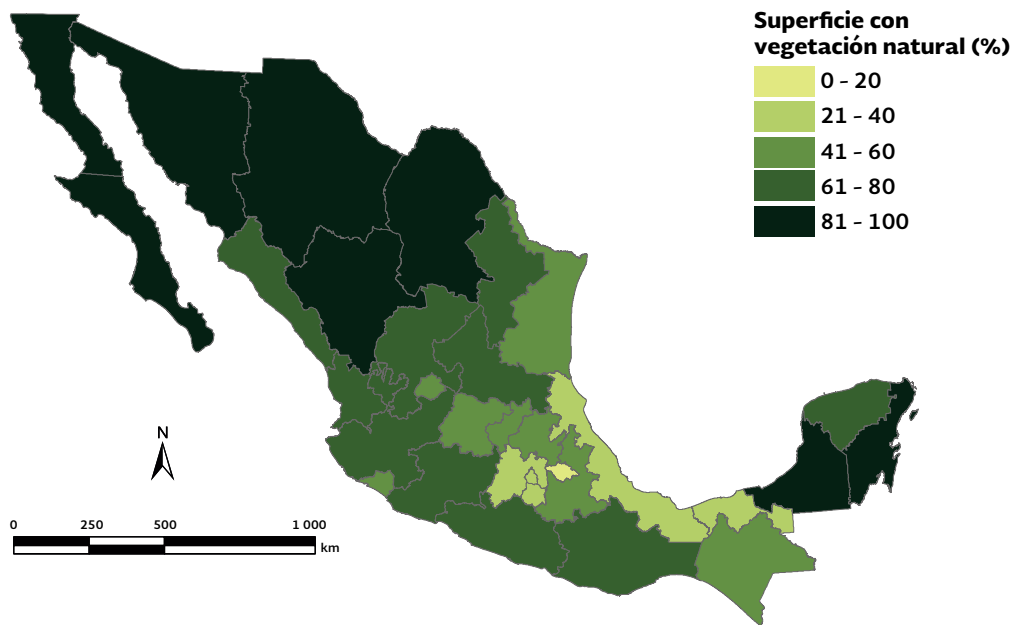 Superficie con
vegetación natural (%)
0 - 20
21 - 40
41 - 60
61 - 80
81 - 100
N
0 250 500 1 000
km